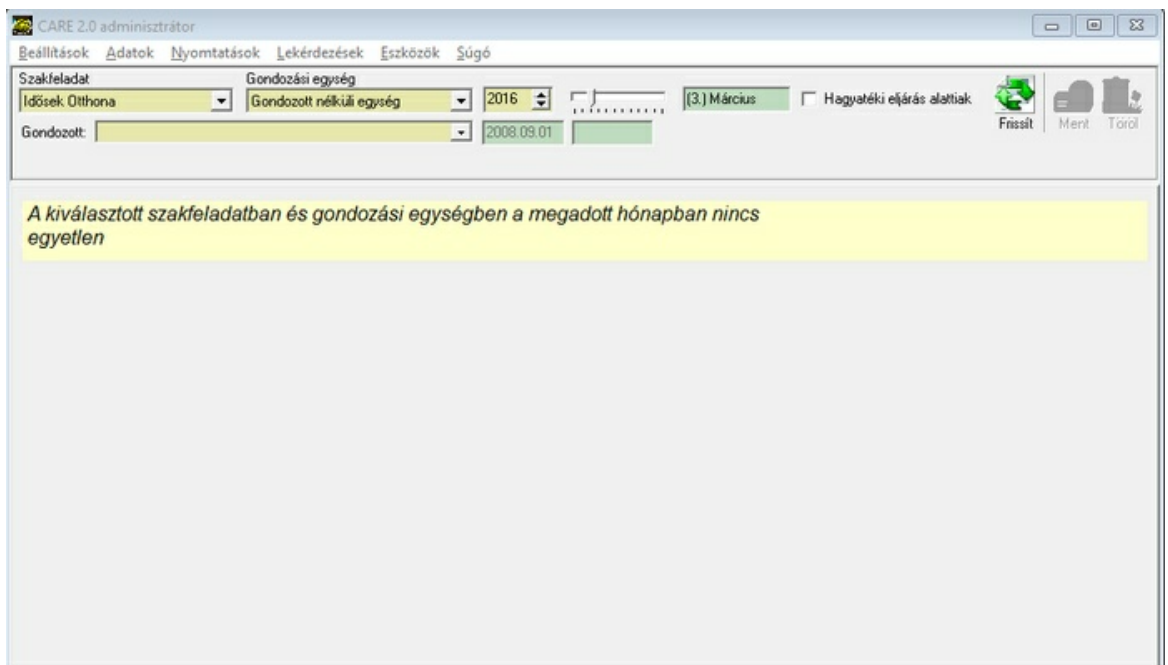 CARE 2.0 adminisztrátor
Beállítások Adatok Nyomtatások Lekérdezések Eszközök Súgó
Szakfeladat Gondozási egység
Idősek Otthona Gondozott nélküli egység 2016 (3.) Március Hagyatéki eljárás alattiak
Frissít Ment Töröl
Gondozott: 2008.09.01
A kiválasztott szakfeladatban és gondozási egységben a megadott hónapban nincs
egyetlen